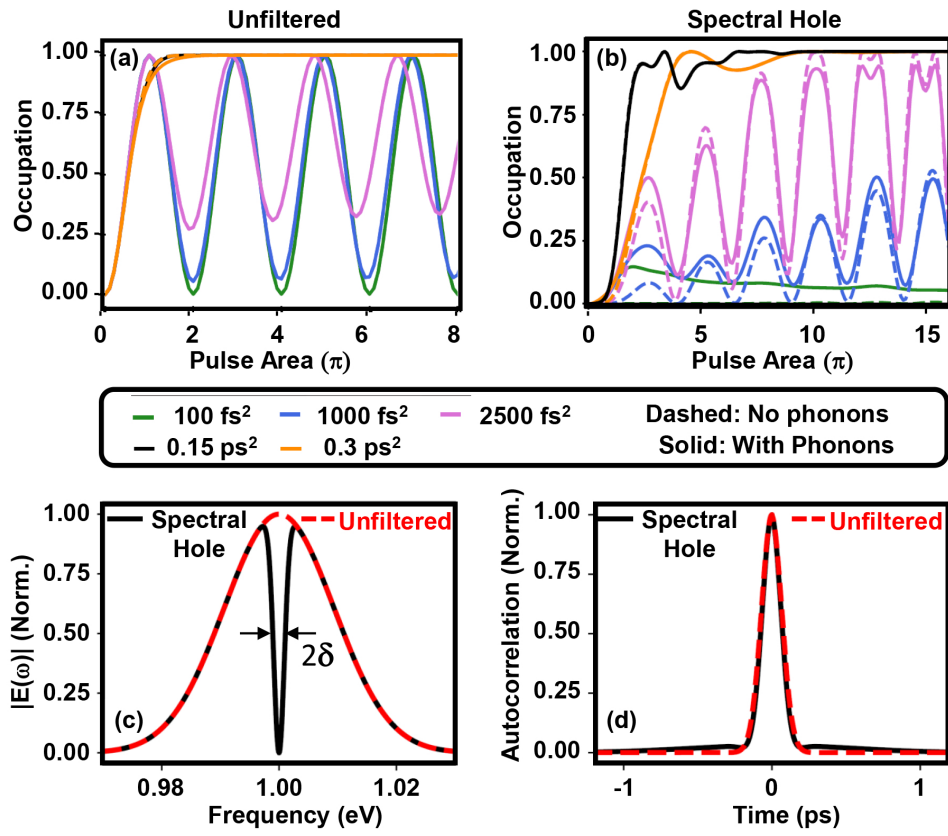 Unfiltered
Spectral Hole
(a)
(b)
Occupation
1.00
0.75
0.50
0.25
0.00
0 2 4 6 8
Pulse Area (π)
Occupation
1.00
0.75
0.50
0.25
0.00
0 5 10 15
Pulse Area (π)
100 fs² 1000 fs² 2500 fs² Dashed: No phonons
0.15 ps² 0.3 ps² Solid: With Phonons
|E(ω)| (Norm.)
1.00
0.75
0.50
0.25
0.00
Spectral Hole
Unfiltered
2δ
(c)
0.98 1.00 1.02
Frequency (eV)
Autocorrelation (Norm.)
1.00
0.75
0.50
0.25
0.00
Spectral Hole
Unfiltered
(d)
-1 0 1
Time (ps)